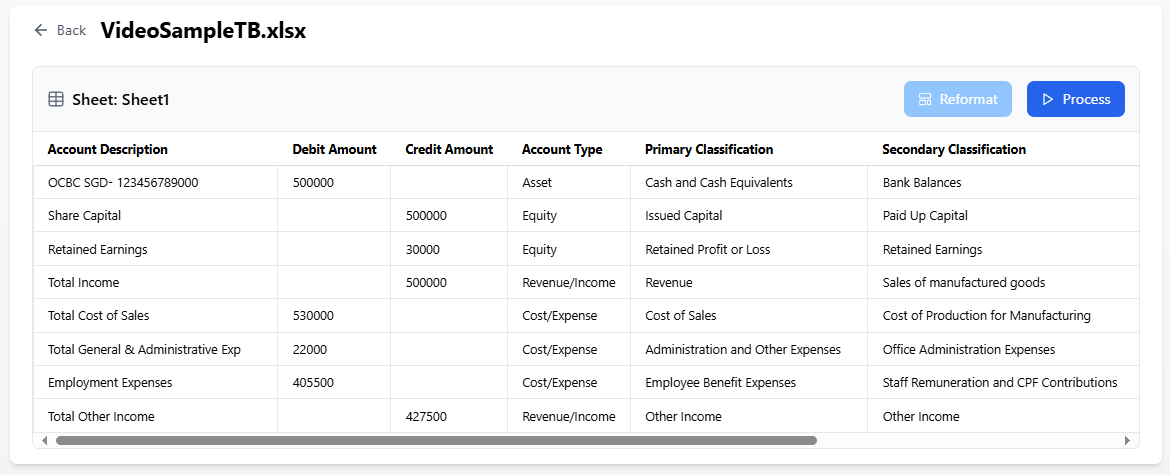 Back VideoSampleTB.xlsx
Sheet: Sheet1 Reformat Process
Account Description Debit Amount Credit Amount Account Type Primary Classification Secondary Classification
OCBC SGD- 123456789000 500000 Asset Cash and Cash Equivalents Bank Balances
Share Capital 500000 Equity Issued Capital Paid Up Capital
Retained Earnings 30000 Equity Retained Profit or Loss Retained Earnings
Total Income 500000 Revenue/Income Revenue Sales of manufactured goods
Total Cost of Sales 530000 Cost/Expense Cost of Sales Cost of Production for Manufacturing
Total General & Administrative Exp 22000 Cost/Expense Administration and Other Expenses Office Administration Expenses
Employment Expenses 405500 Cost/Expense Employee Benefit Expenses Staff Remuneration and CPF Contributions
Total Other Income 427500 Revenue/Income Other Income Other Income